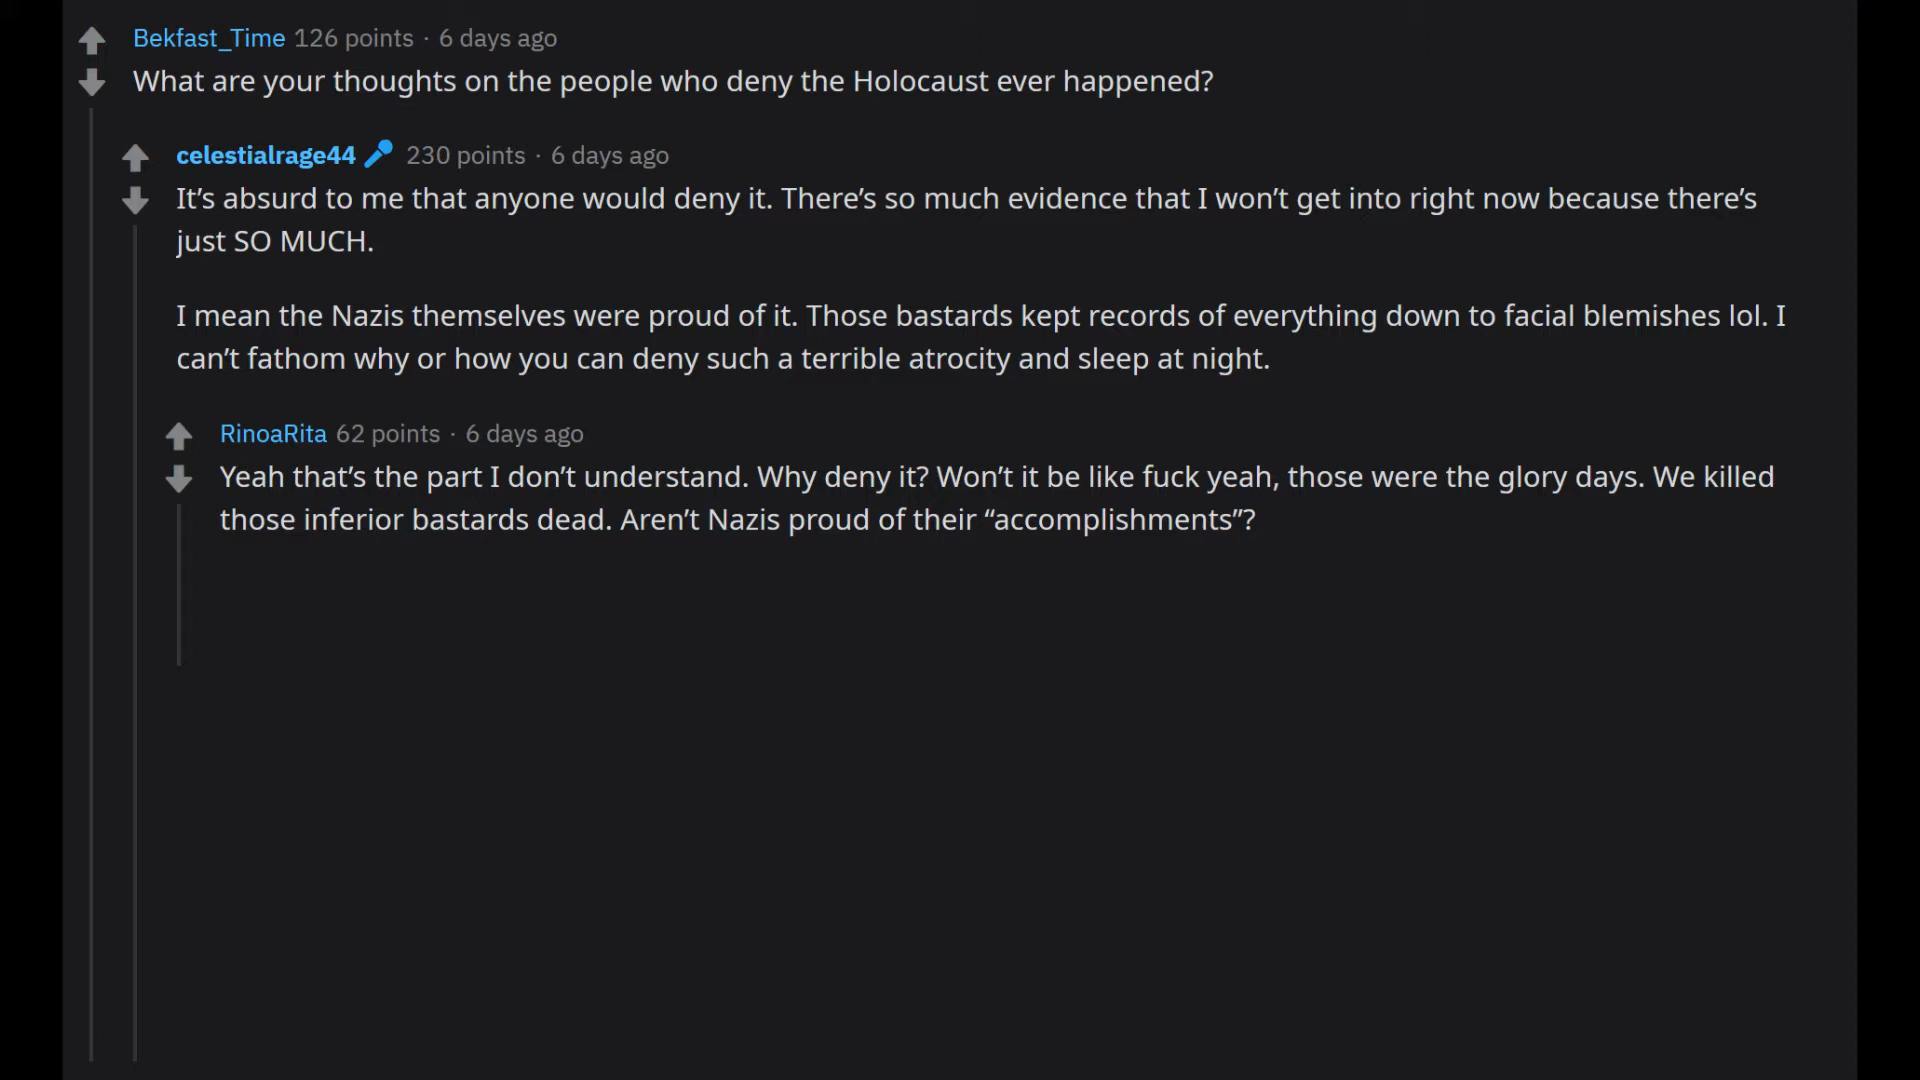 Bekfast_Time 126 points · 6 days ago
What are your thoughts on the people who deny the Holocaust ever happened?
celestialrage44 230 points · 6 days ago
It’s absurd to me that anyone would deny it. There’s so much evidence that I won’t get into right now because there’s
just SO MUCH.
I mean the Nazis themselves were proud of it. Those bastards kept records of everything down to facial blemishes lol. I
can’t fathom why or how you can deny such a terrible atrocity and sleep at night.
RinoaRita 62 points · 6 days ago
Yeah that’s the part I don’t understand. Why deny it? Won’t it be like fuck yeah, those were the glory days. We killed
those inferior bastards dead. Aren’t Nazis proud of their “accomplishments”?